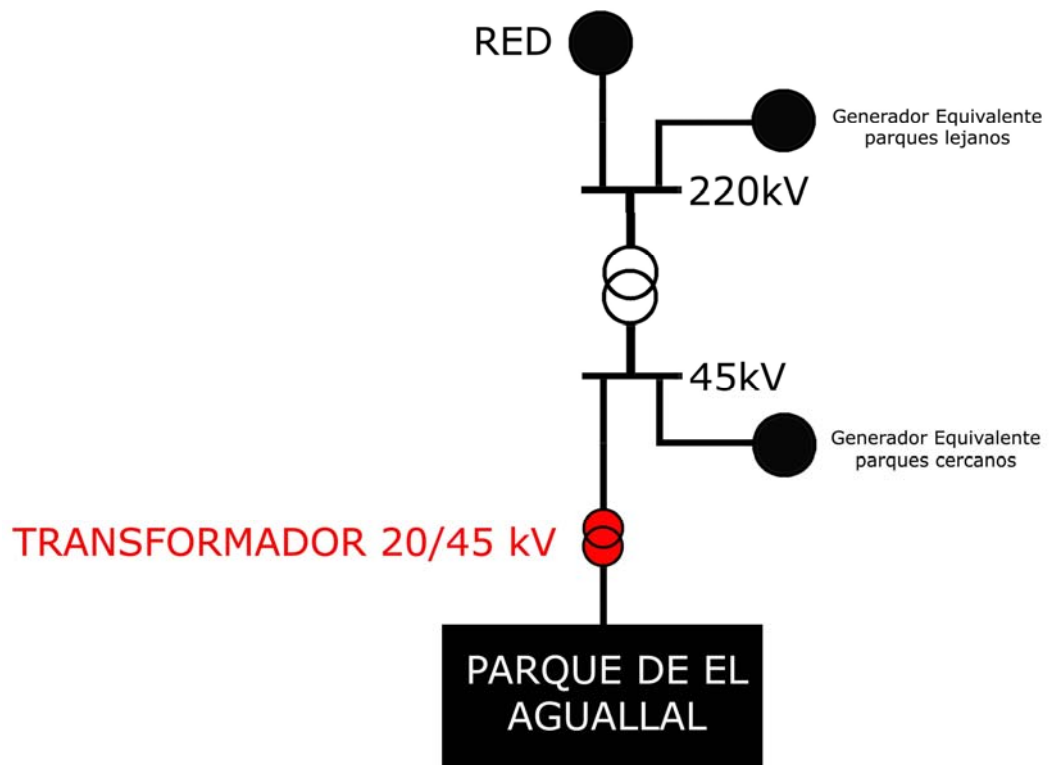 RED
Generador Equivalente
parques lejanos
220kV
45kV
Generador Equivalente
parques cercanos
TRANSFORMADOR 20/45 kV
PARQUE DE EL
AGUALLAL